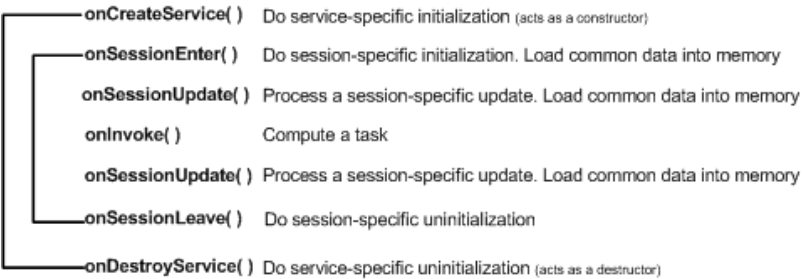 onCreateService( ) Do service-specific initialization (acts as a constructor)
onSessionEnter( ) Do session-specific initialization. Load common data into memory
onSessionUpdate( ) Process a session-specific update. Load common data into memory
onInvoke( ) Compute a task
onSessionUpdate( ) Process a session-specific update. Load common data into memory
onSessionLeave( ) Do session-specific uninitialization
onDestroyService( ) Do service-specific uninitialization (acts as a destructor)